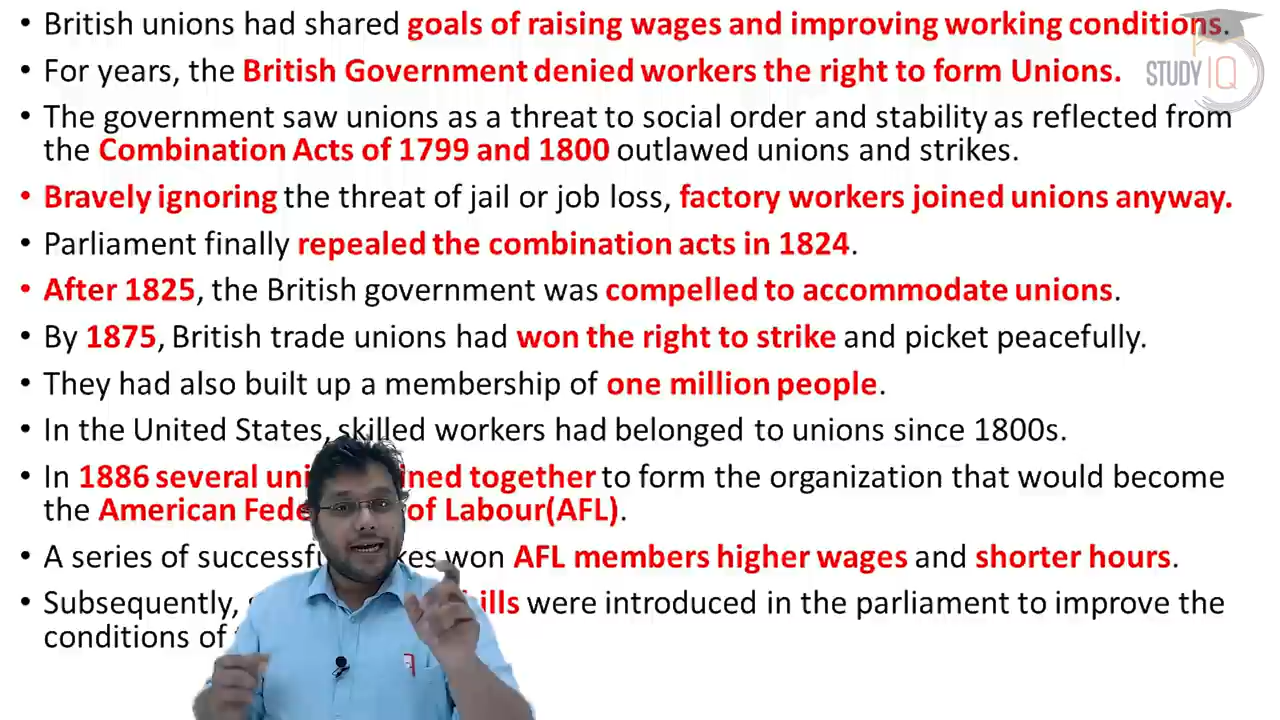 • British unions had shared goals of raising wages and improving working conditions.
STUDY IQ
• For years, the British Government denied workers the right to form Unions.
• The government saw unions as a threat to social order and stability as reflected from
the Combination Acts of 1799 and 1800 outlawed unions and strikes.
• Bravely ignoring the threat of jail or job loss, factory workers joined unions anyway.
• Parliament finally repealed the combination acts in 1824.
• After 1825, the British government was compelled to accommodate unions.
• By 1875, British trade unions had won the right to strike and picket peacefully.
• They had also built up a membership of one million people.
• In the United States, skilled workers had belonged to unions since 1800s.
• In 1886 several together to form the organization that would become
the American of Labour(AFL).
• A series of won AFL members higher wages and shorter hours.
• Subsequently, were introduced in the parliament to improve the
conditions of